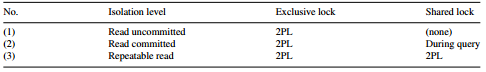 No. Isolation level Exclusive lock Shared lock
(1) Read uncommitted 2PL (none)
(2) Read committed 2PL During query
(3) Repeatable read 2PL 2PL